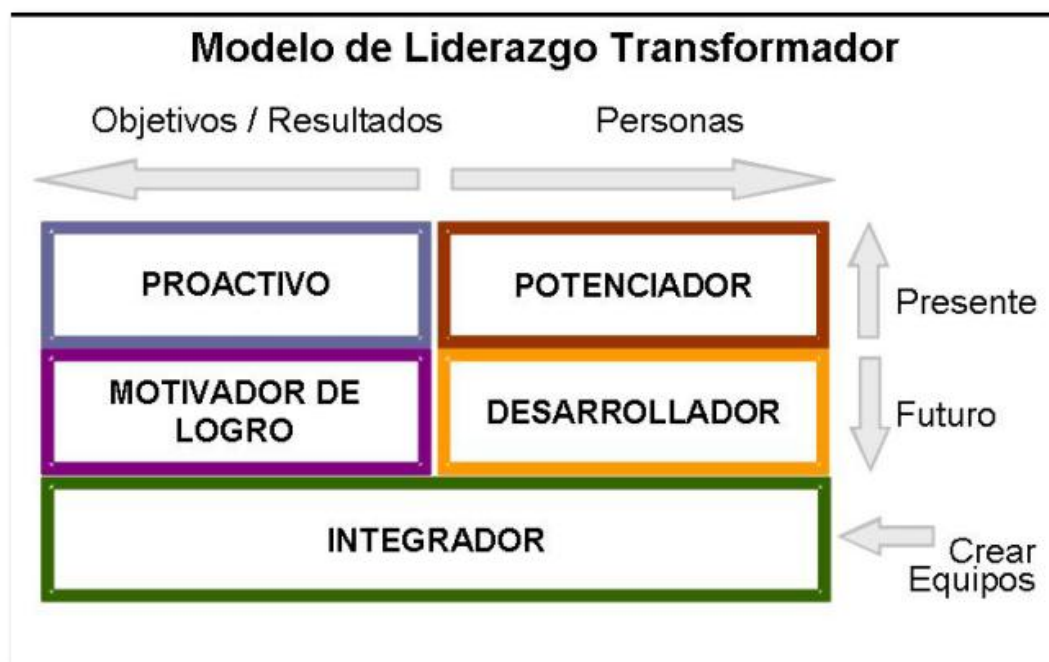 Modelo de Liderazgo Transformador
Objetivos / Resultados
Personas
PROACTIVO
POTENCIADOR
Presente
MOTIVADOR DE
LOGRO
DESARROLLADOR
Futuro
INTEGRADOR
Crear
Equipos